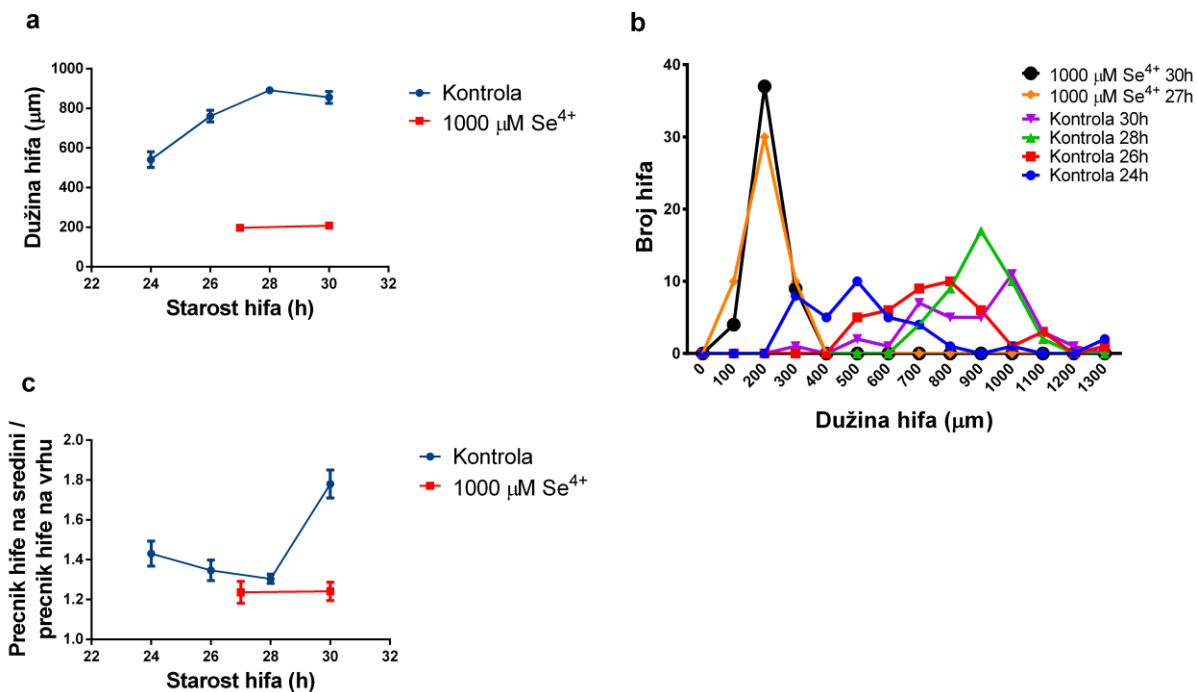 a
1000
800
600
400
200
0
22 24 26 28 30 32
Dužina hifa (μm)
Starost hifa (h)
Kontrola
1000 μM Se⁴⁺
b
40
30
20
10
0
0 100 200 300 400 500 600 700 800 900 1000 1100 1200 1300
Broj hifa
Dužina hifa (μm)
1000 μM Se⁴⁺ 30h
1000 μM Se⁴⁺ 27h
Kontrola 30h
Kontrola 28h
Kontrola 26h
Kontrola 24h
c
2.0
1.8
1.6
1.4
1.2
1.0
22 24 26 28 30 32
Precnik hife na sredini /
precnik hife na vrhu
Starost hifa (h)
Kontrola
1000 μM Se⁴⁺